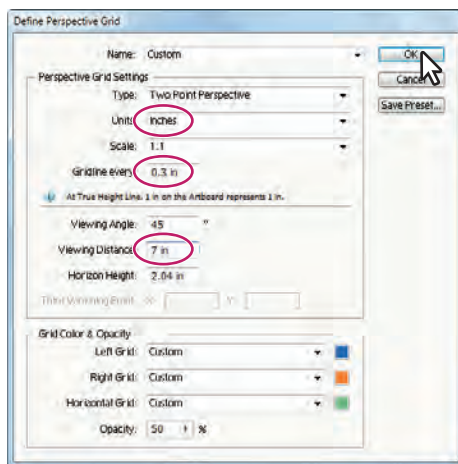 Define Perspective Grid
Name: Custom
OK
Cancel
Save Preset...
Perspective Grid Settings
Type: Two Point Perspective
Units: Inches
Scale: 1:1
Gridline every: 0.3 in
At True Height Line, 1 in on the Artboard represents 1 in.
Viewing Angle: 45 °
Viewing Distance: 7 in
Horizon Height: 2.04 in
Third Vanishing Point: X: Y:
Grid Color & Opacity
Left Grid: Custom
Right Grid: Custom
Horizontal Grid: Custom
Opacity: 50 %